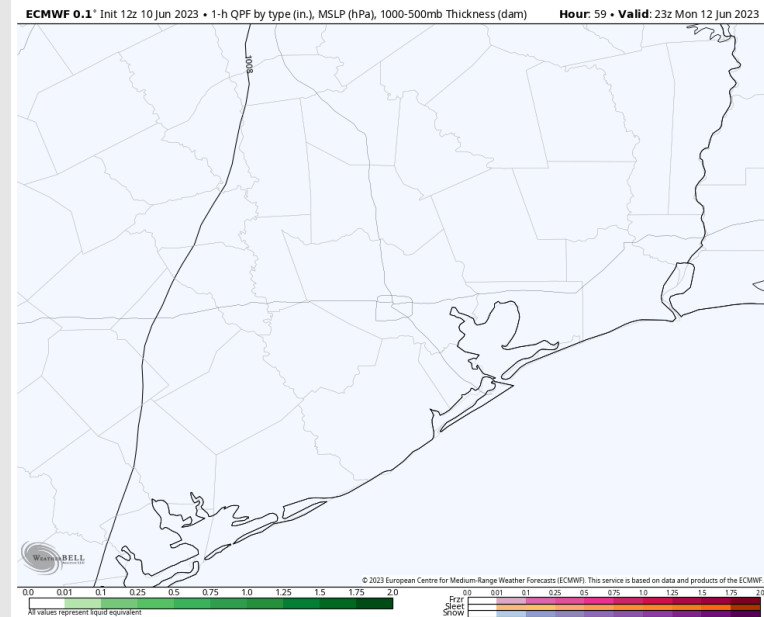 ECMWF 0.1° Init 12z 10 Jun 2023 • 1-h QPF by type (in.), MSLP (hPa), 1000-500mb Thickness (dam) Hour: 59 • Valid: 23z Mon 12 Jun 2023
1008
WEATHERBELL
© 2023 European Centre for Medium-Range Weather Forecasts (ECMWF). This service is based on data and products of the ECMWF.
0.0 0.01 0.1 0.25 0.5 0.75 1.0 1.25 1.5 1.75 2.0
All values represent liquid equivalent
0.0 0.01 0.1 0.25 0.5 0.75 1.0 1.25 1.5 1.75 2.0
Frzr
Sleet
Snow